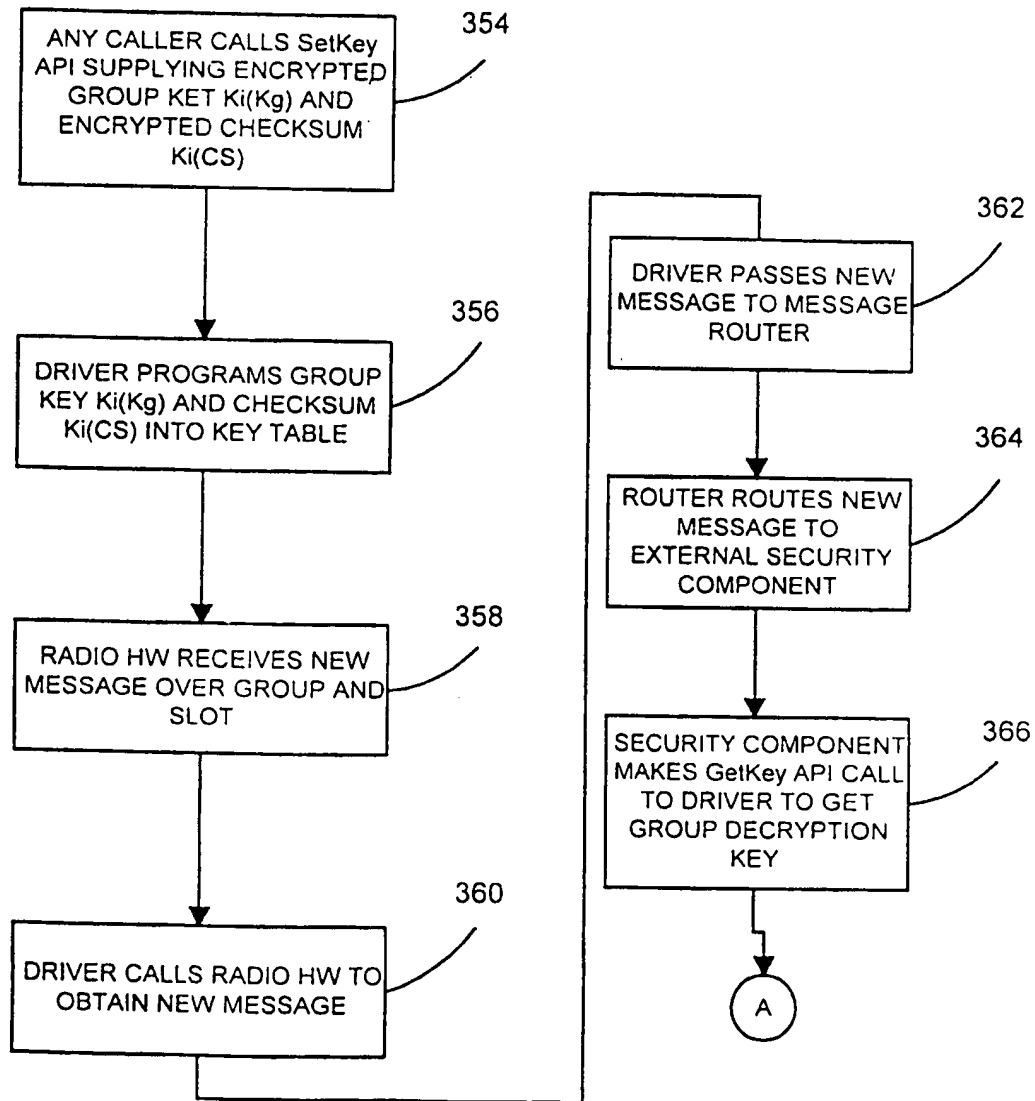 354
ANY CALLER CALLS SetKey
API SUPPLYING ENCRYPTED
GROUP KET Ki(Kg) AND
ENCRYPTED CHECKSUM
Ki(CS)
356
DRIVER PROGRAMS GROUP
KEY Ki(Kg) AND CHECKSUM
Ki(CS) INTO KEY TABLE
358
RADIO HW RECEIVES NEW
MESSAGE OVER GROUP AND
SLOT
360
DRIVER CALLS RADIO HW TO
OBTAIN NEW MESSAGE
362
DRIVER PASSES NEW
MESSAGE TO MESSAGE
ROUTER
364
ROUTER ROUTES NEW
MESSAGE TO
EXTERNAL SECURITY
COMPONENT
366
SECURITY COMPONENT
MAKES GetKey API CALL
TO DRIVER TO GET
GROUP DECRYPTION
KEY
A